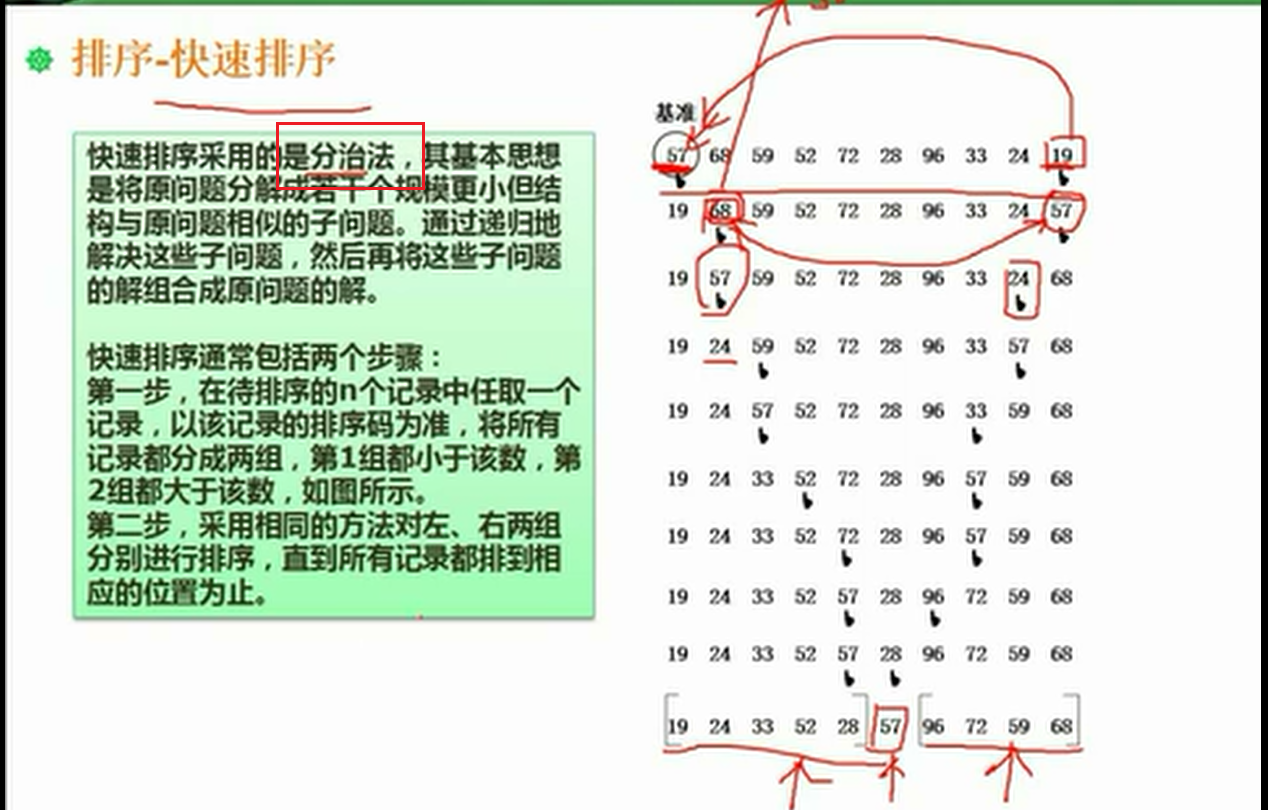 排序-快速排序
快速排序采用的是分治法，其基本思想
是将原问题分解成若干个规模更小但结
构与原问题相似的子问题。通过递归地
解决这些子问题，然后再将这些子问题
的解组合成原问题的解。
快速排序通常包括两个步骤：
第一步，在待排序的n个记录中任取一个
记录，以该记录的排序码为准，将所有
记录都分成两组，第1组都小于该数，第
2组都大于该数，如图所示。
第二步，采用相同的方法对左、右两组
分别进行排序，直到所有记录都排到相
应的位置为止。
基准
57 68 59 52 72 28 96 33 24 19
19 68 59 52 72 28 96 33 24 57
19 57 59 52 72 28 96 33 24 68
19 24 59 52 72 28 96 33 57 68
19 24 57 52 72 28 96 33 59 68
19 24 33 52 72 28 96 57 59 68
19 24 33 52 72 28 96 57 59 68
19 24 33 52 57 28 96 72 59 68
19 24 33 52 57 28 96 72 59 68
[19 24 33 52 28] 57 [96 72 59 68]